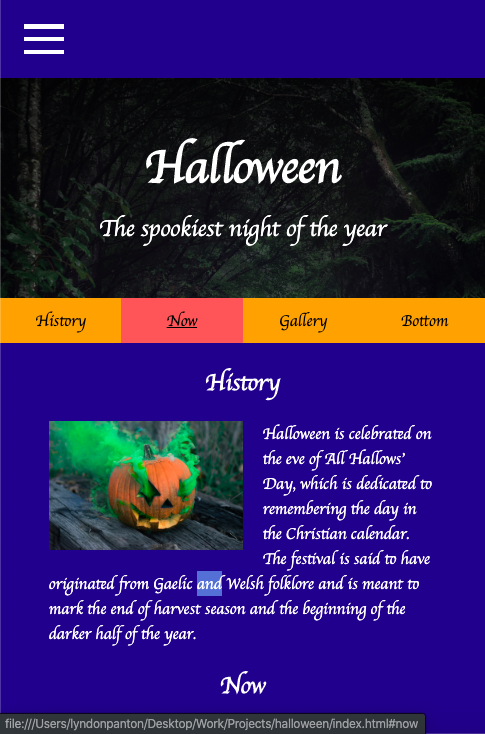 Halloween
The spookiest night of the year
History
Now
Gallery
Bottom
History
Halloween is celebrated on
the eve of All Hallows'
Day, which is dedicated to
remembering the day in
the Christian calendar.
The festival is said to have
originated from Gaelic and Welsh folklore and is meant to
mark the end of harvest season and the beginning of the
darker half of the year.
Now
file:///Users/lyndonpanton/Desktop/Work/Projects/halloween/index.html#now